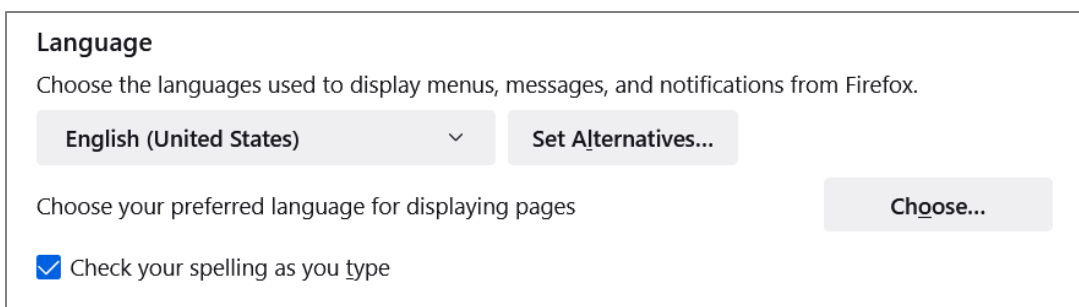 Language
Choose the languages used to display menus, messages, and notifications from Firefox.
English (United States)
Set Alternatives...
Choose your preferred language for displaying pages
Choose...
Check your spelling as you type